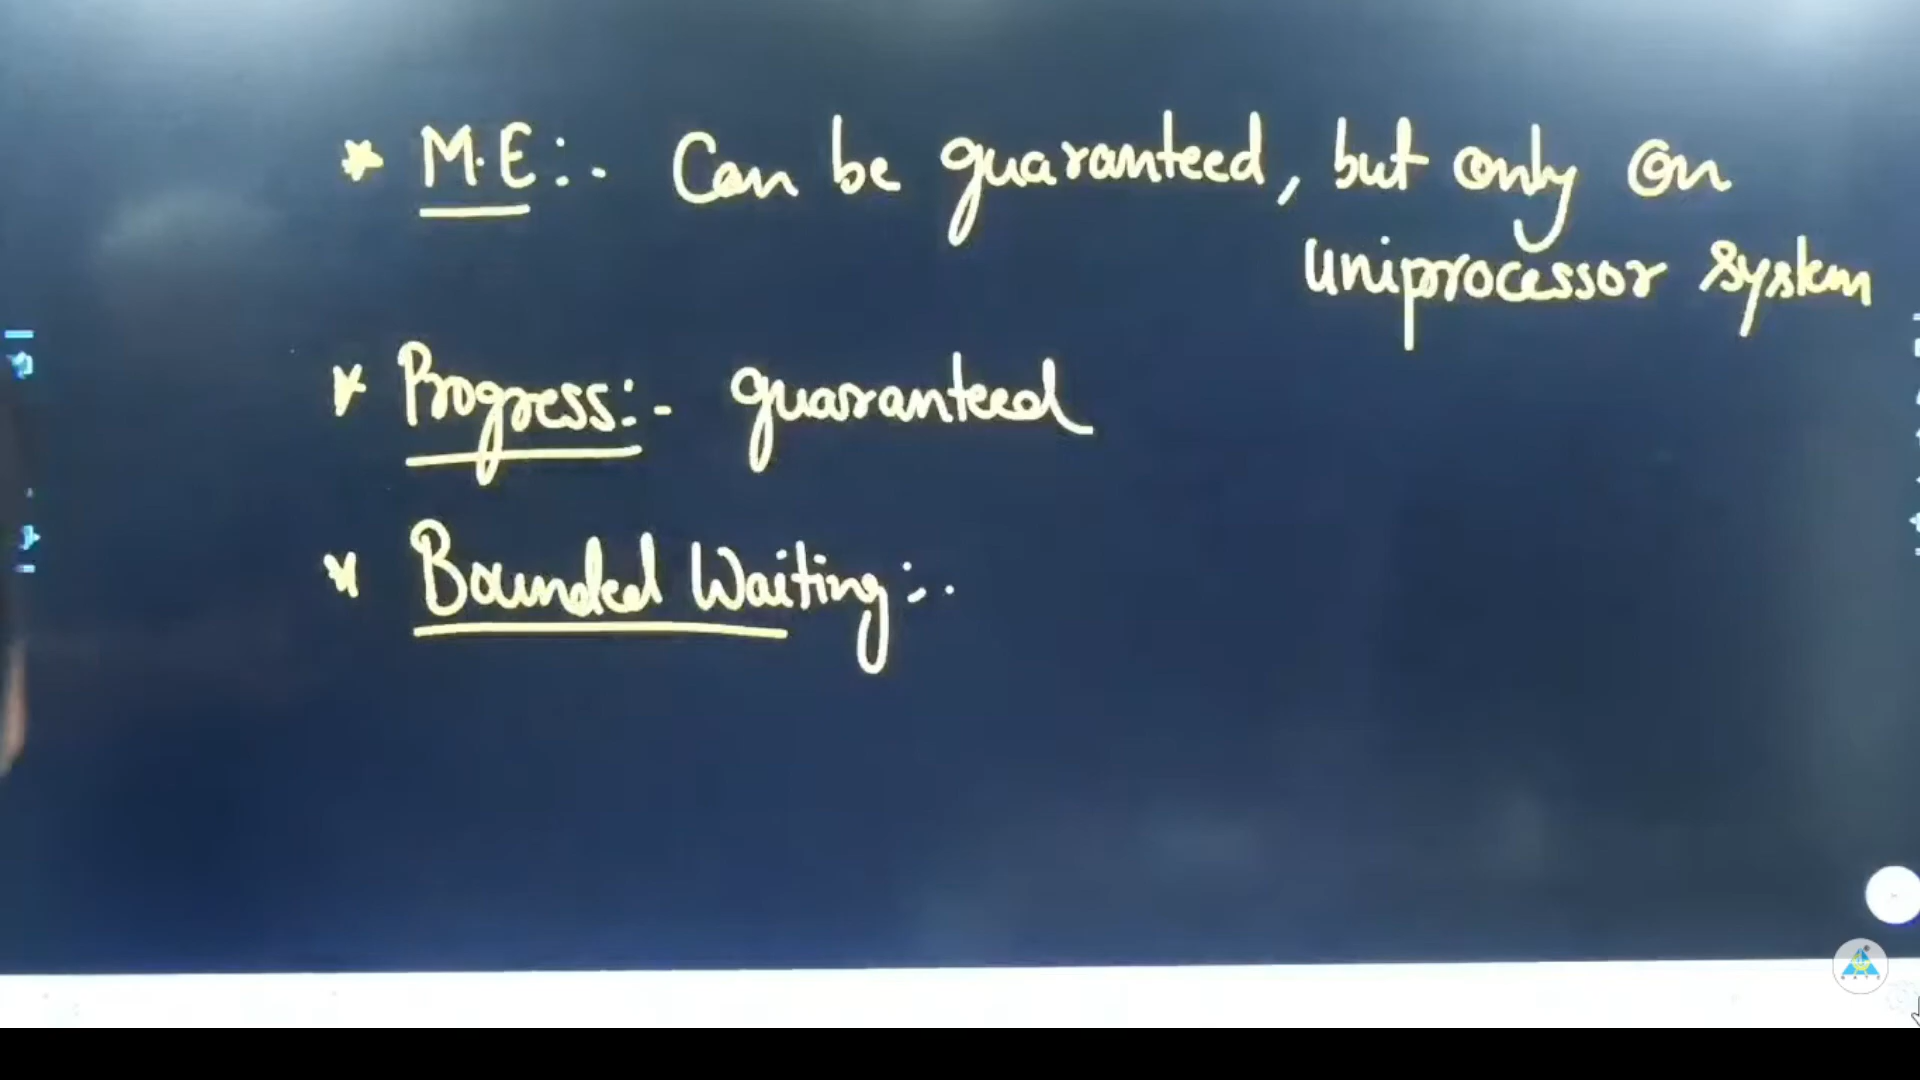 * M.E:- Can be guaranteed, but only on
uniprocessor system
* Progress:- guaranteed
* Bounded Waiting:-